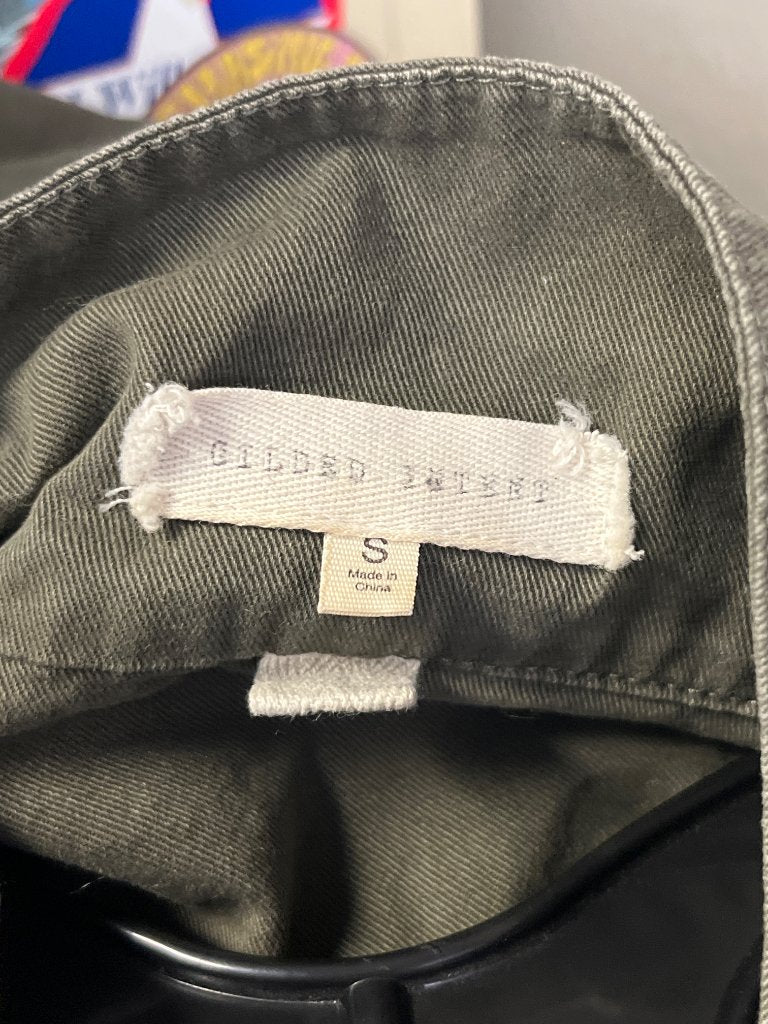 GILDED INTENT
S
Made in
China